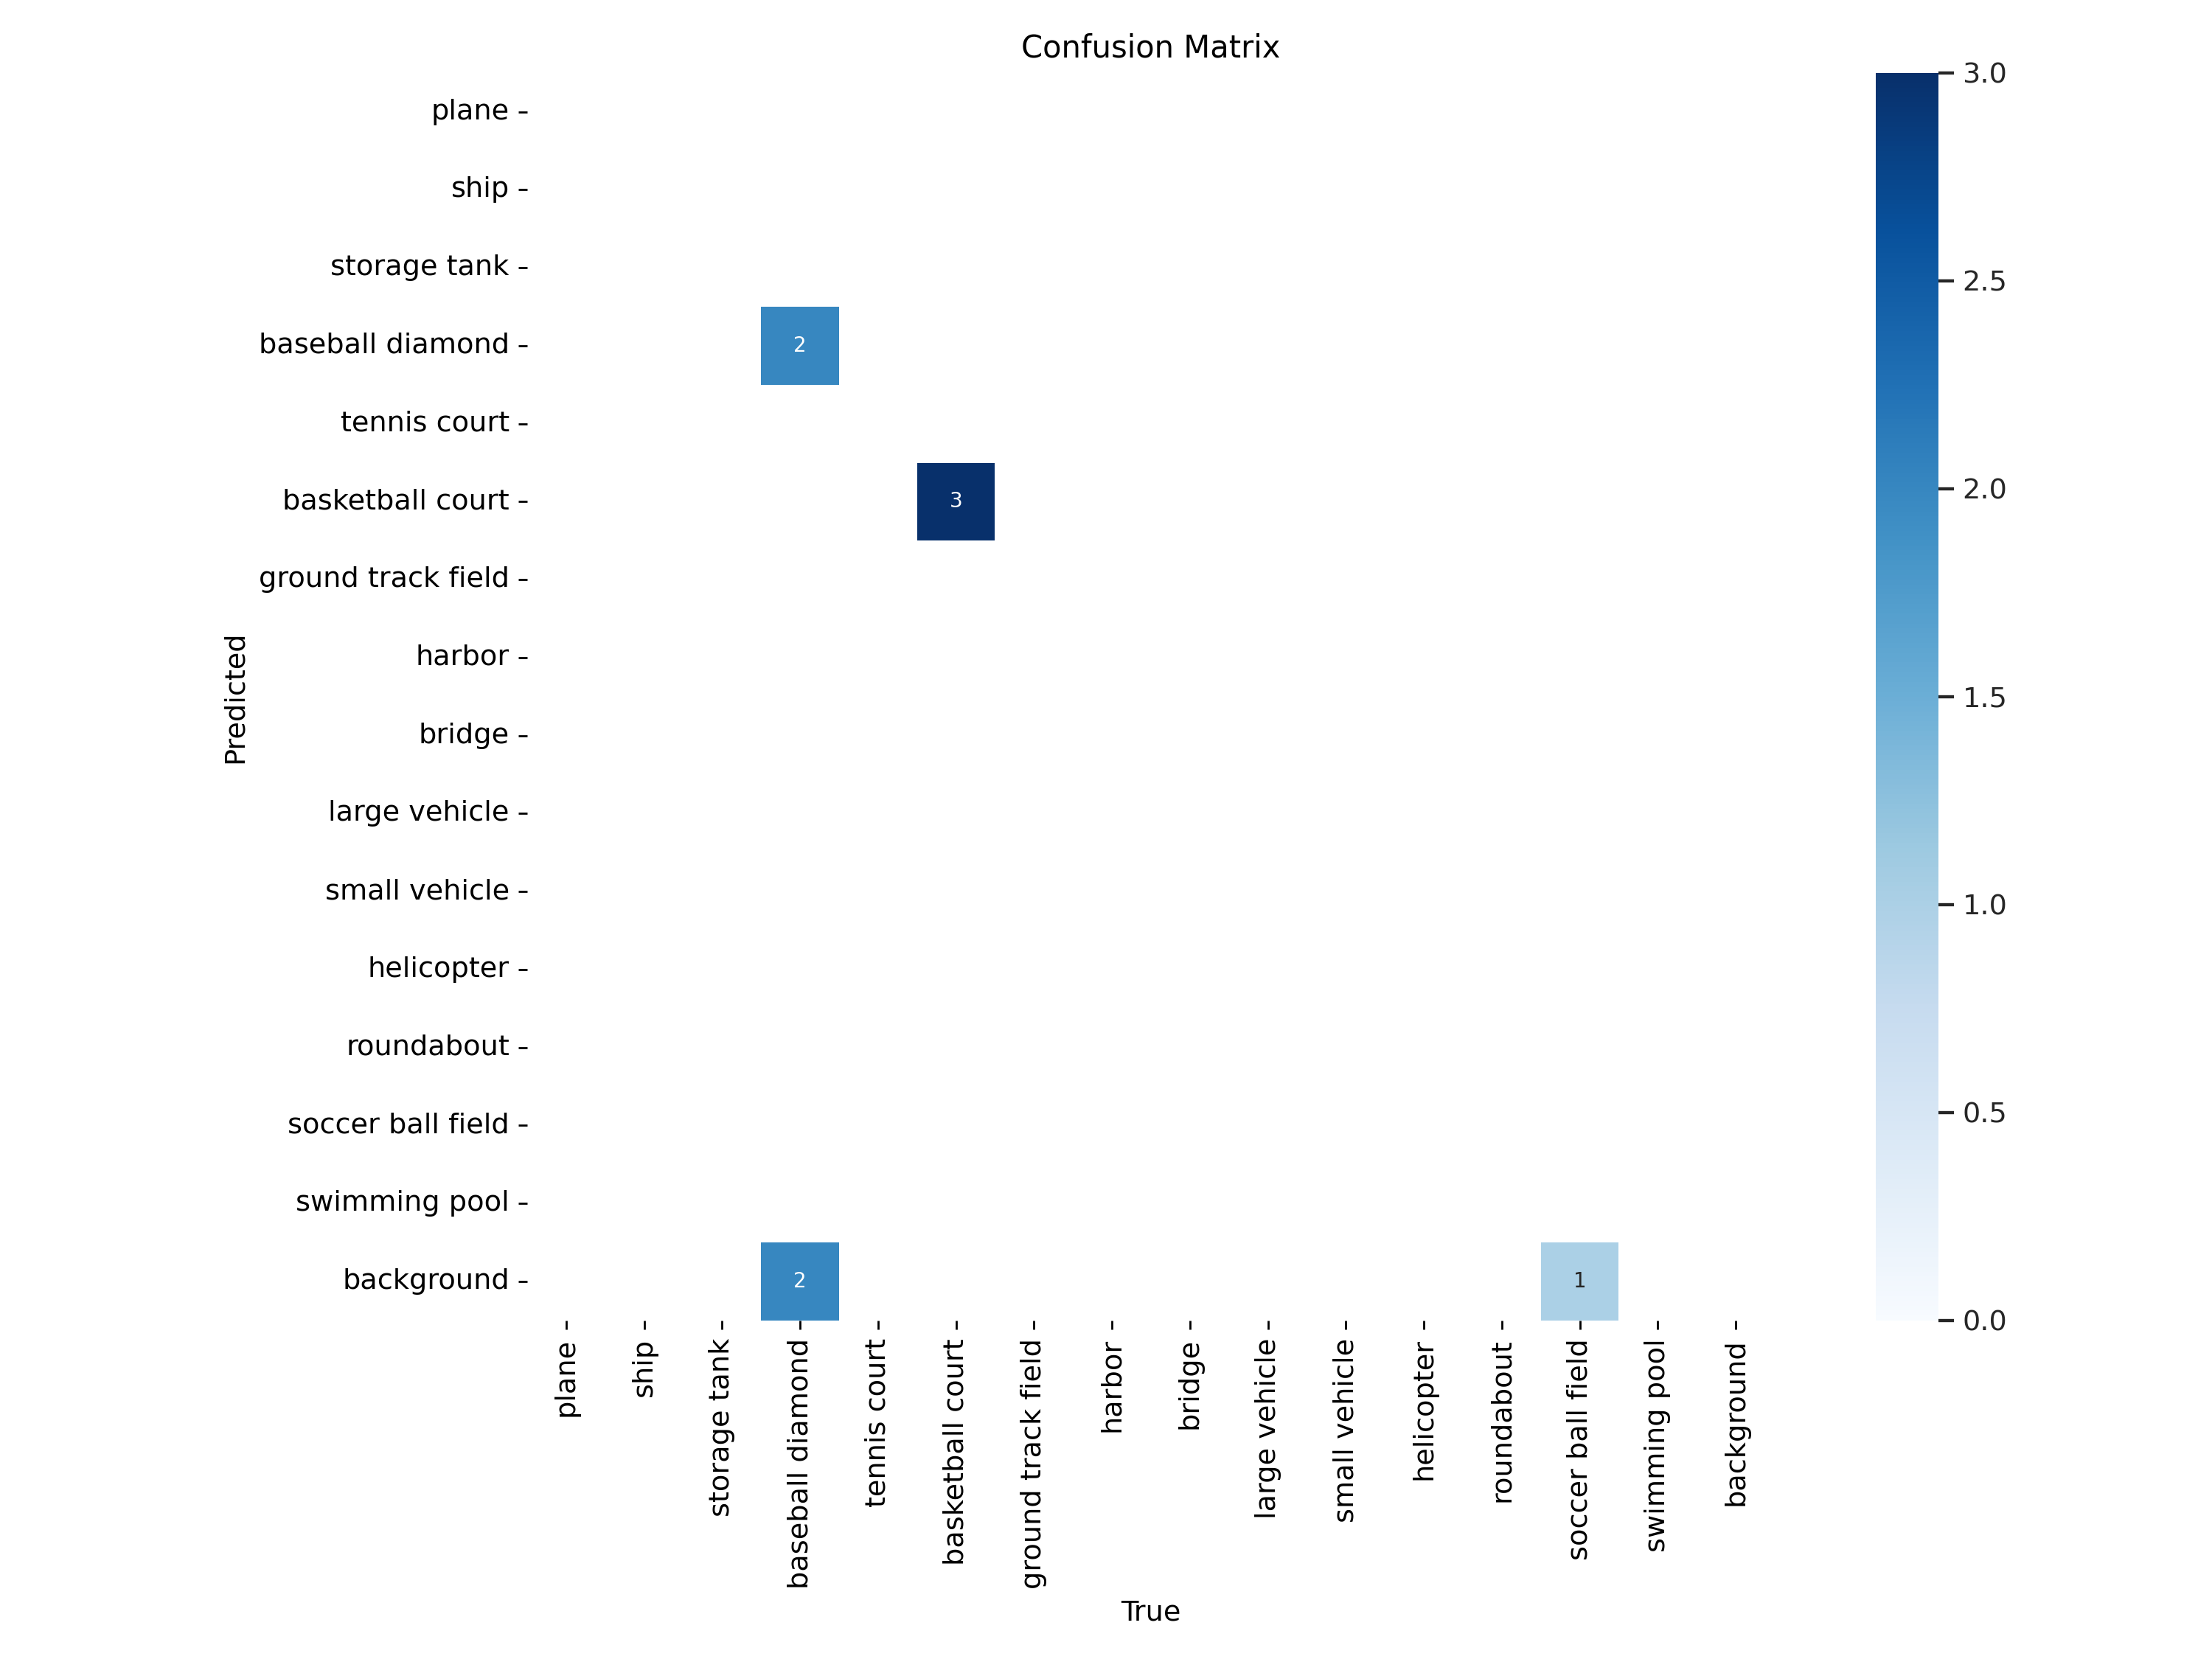 Confusion Matrix
plane
ship
storage tank
baseball diamond
tennis court
basketball court
ground track field
harbor
bridge
large vehicle
small vehicle
helicopter
roundabout
soccer ball field
swimming pool
background
Predicted
2
3
2
1
plane
ship
storage tank
baseball diamond
tennis court
basketball court
ground track field
harbor
bridge
large vehicle
small vehicle
helicopter
roundabout
soccer ball field
swimming pool
background
True
3.0
2.5
2.0
1.5
1.0
0.5
0.0